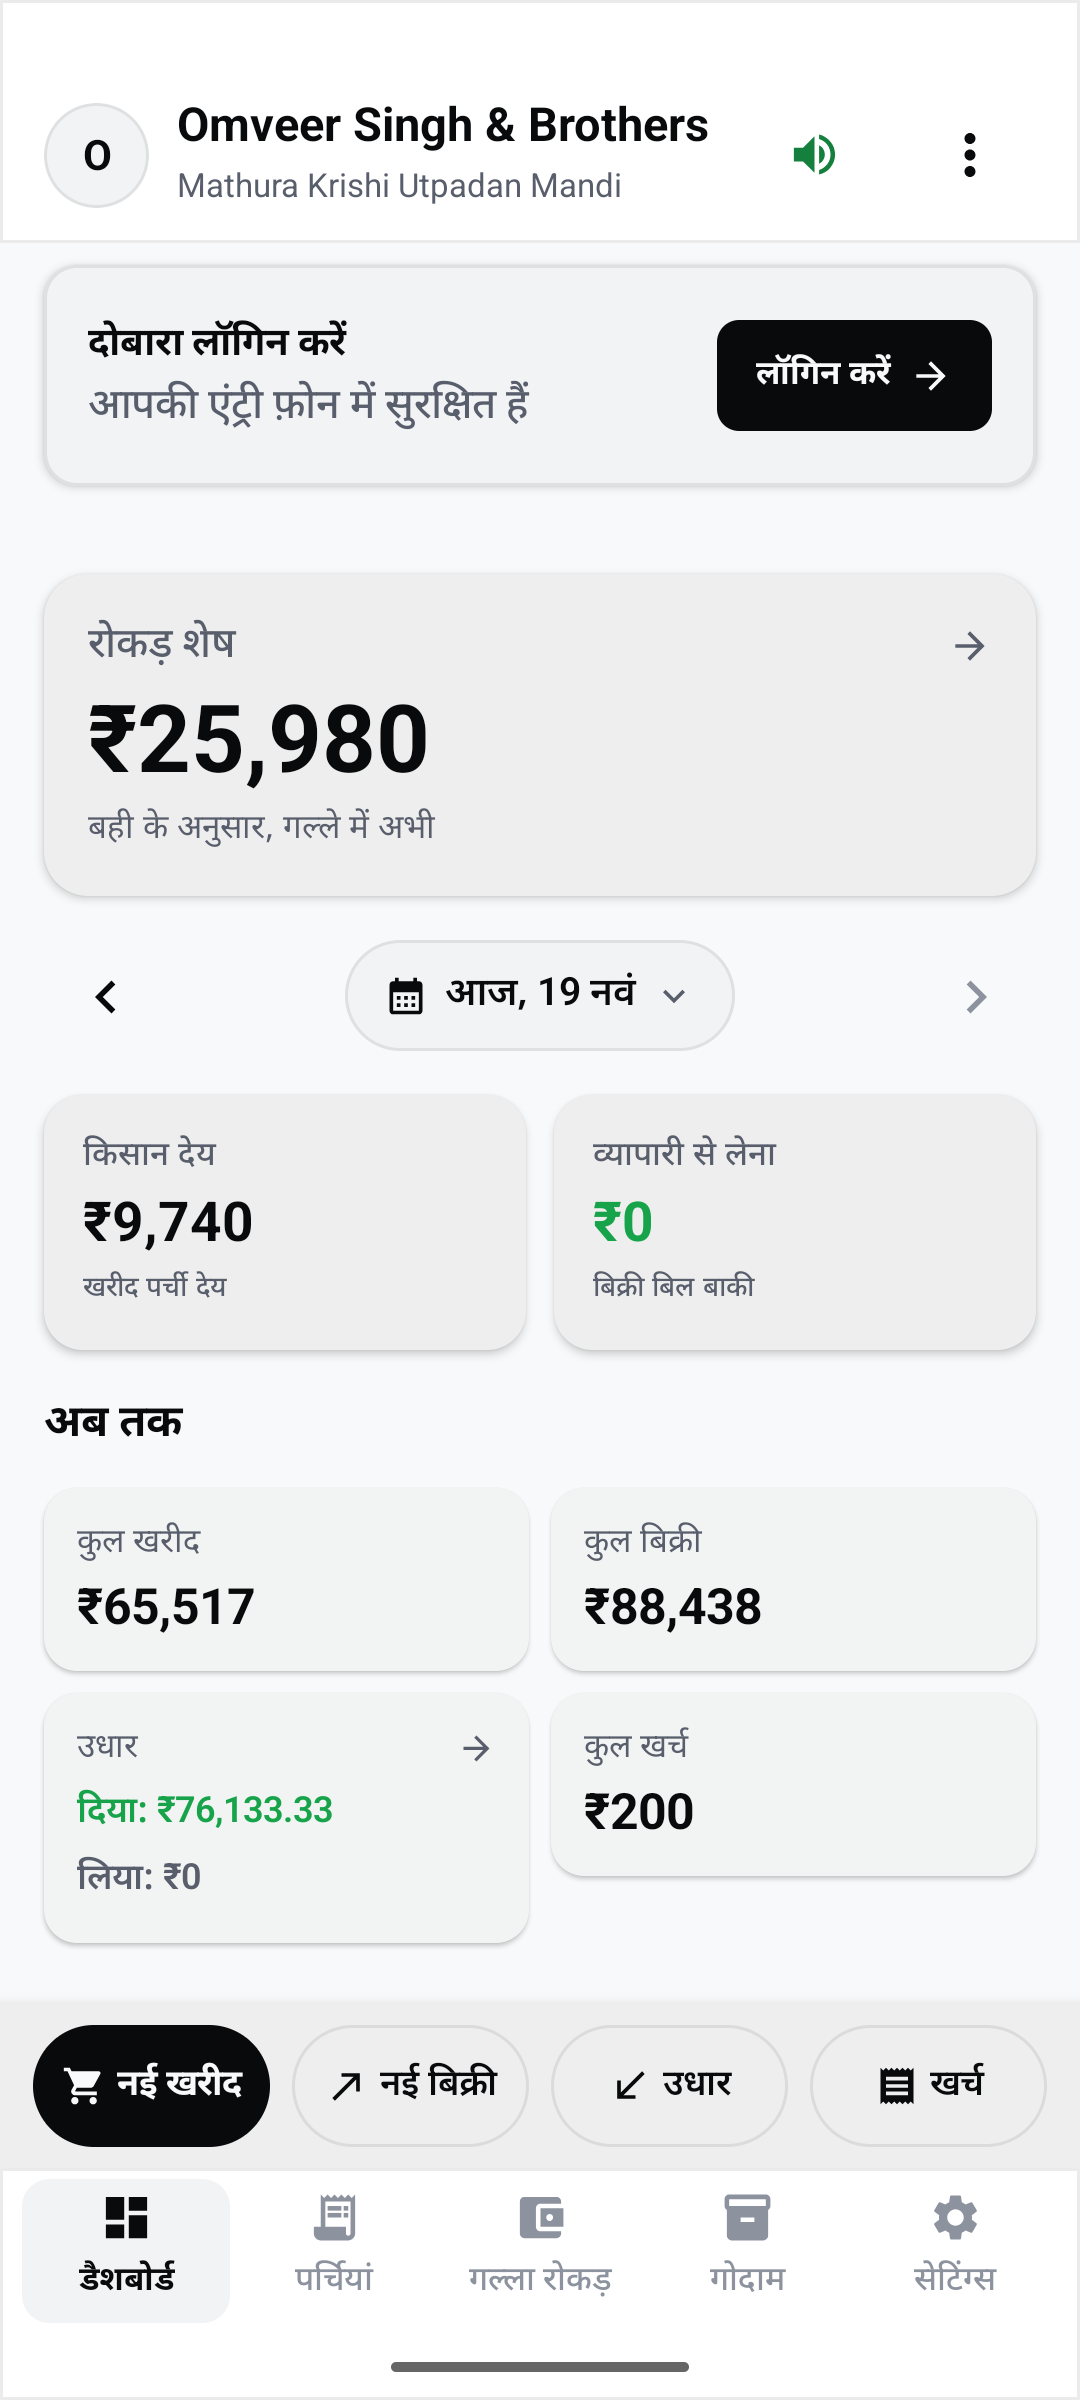 O
Omveer Singh & Brothers
Mathura Krishi Utpadan Mandi
दोबारा लॉगिन करें
आपकी एंट्री फ़ोन में सुरक्षित हैं
लॉगिन करें
रोकड़ शेष
₹25,980
बही के अनुसार, गल्ले में अभी
आज, 19 नवं
किसान देय
₹9,740
खरीद पर्ची देय
व्यापारी से लेना
₹0
बिक्री बिल बाकी
अब तक
कुल खरीद
₹65,517
कुल बिक्री
₹88,438
उधार
दिया: ₹76,133.33
लिया: ₹0
कुल खर्च
₹200
नई खरीद
नई बिक्री
उधार
खर्च
डैशबोर्ड
पर्चियां
गल्ला रोकड़
गोदाम
सेटिंग्स